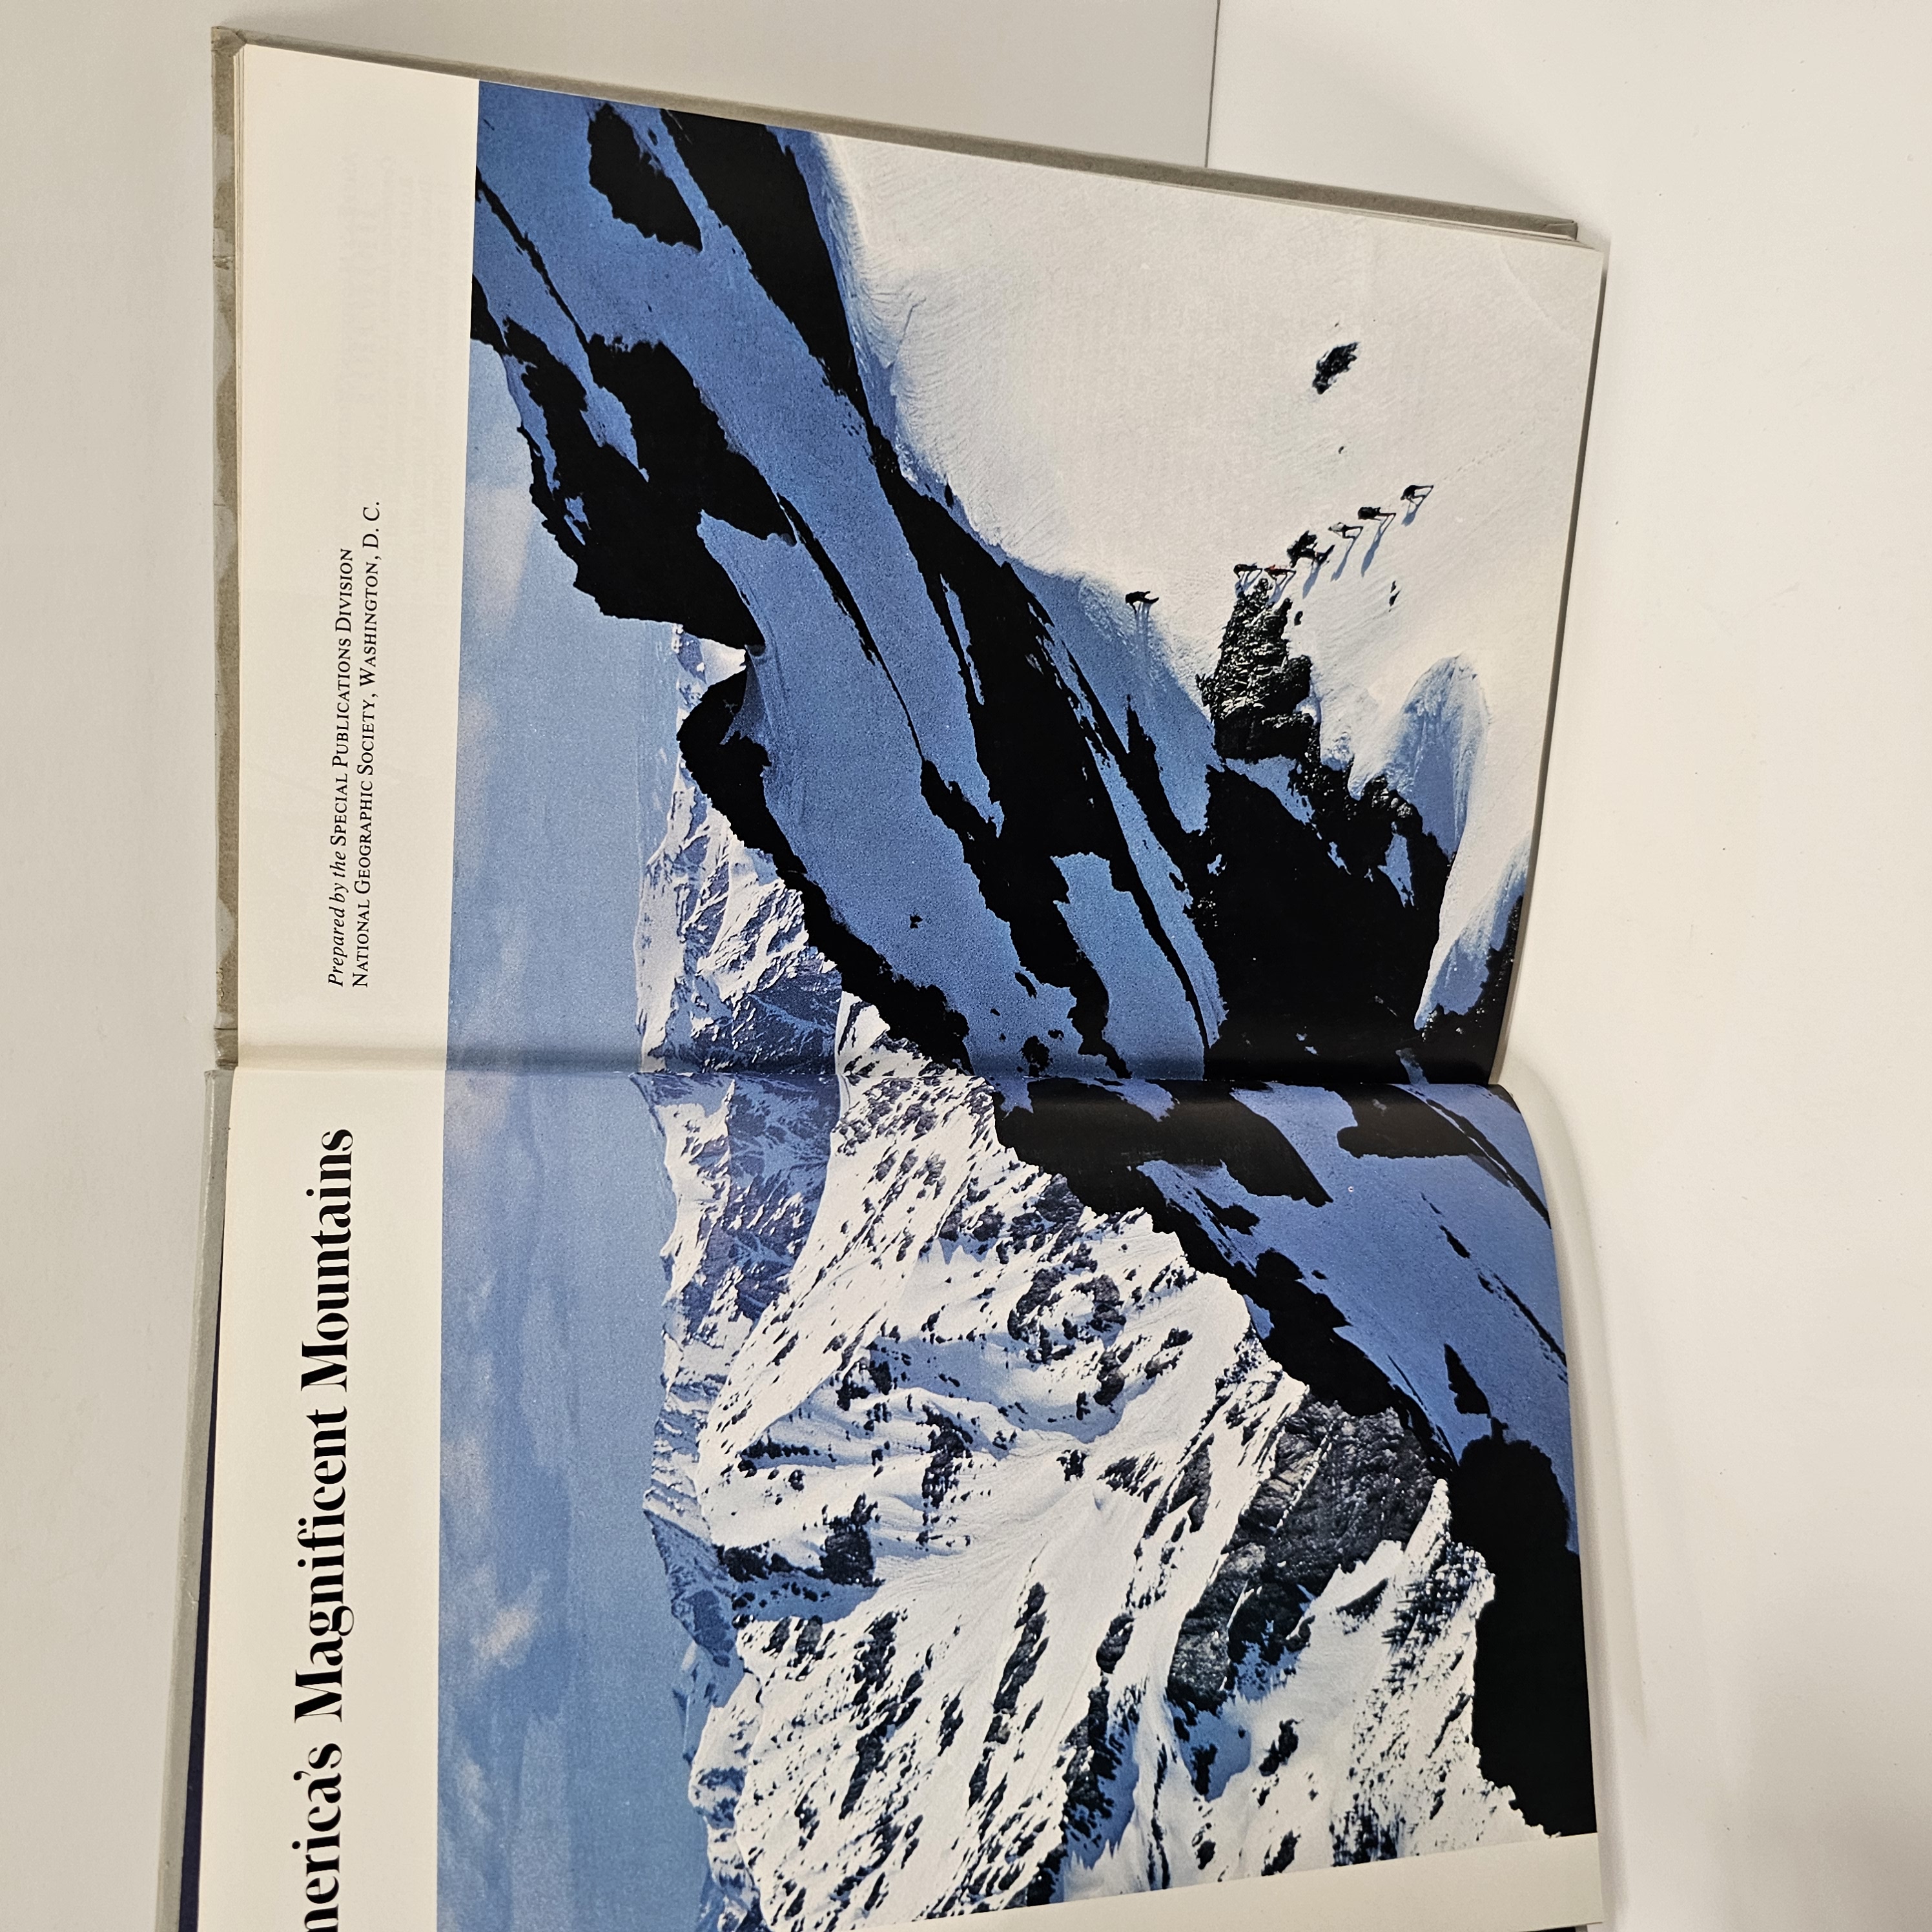 merica's Magnificent Mountains
Prepared by the SPECIAL PUBLICATIONS DIVISION
NATIONAL GEOGRAPHIC SOCIETY, WASHINGTON, D. C.